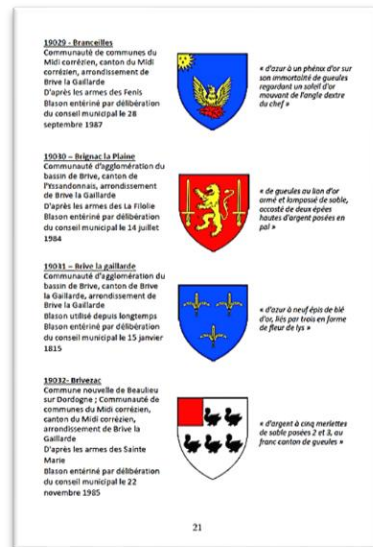 19029 - Branceilles
Communauté de communes du
Midi corrézien, canton du Midi
corrézien, arrondissement de
Brive la Gaillarde
D'après les armes des Fenis
Blason entériné par délibération
du conseil municipal le 28
septembre 1987
« d'azur à un phénix d'or sur
son immortalité de gueules
regardant un soleil d'or
mouvant de l'angle dextre
du chef »
19030 – Brignac la Plaine
Communauté d'agglomération du
bassin de Brive, canton de
l'Yssandonnais, arrondissement
de Brive la Gaillarde
D'après les armes des La Filolie
Blason entériné par délibération
du conseil municipal le 14 juillet
1984
« de gueules au lion d'or
armé et lampassé de sable,
accosté de deux épées
hautes d'argent posées en
pal »
19031 – Brive la gaillarde
Communauté d'agglomération du
bassin de Brive, canton de Brive
la Gaillarde, arrondissement de
Brive la Gaillarde
Blason utilisé depuis longtemps
Blason entériné par délibération
du conseil municipal le 15 janvier
1815
« d'azur à neuf épis de blé
d'or, liés par trois en forme
de fleur de lys »
19032- Brivezac
Commune nouvelle de Beaulieu
sur Dordogne ; Communauté de
communes du Midi corrézien,
canton du Midi corrézien,
arrondissement de Brive la
Gaillarde
D'après les armes des Sainte
Marie
Blason entériné par délibération
du conseil municipal le 22
novembre 1985
« d'argent à cinq merlettes
de sable posées 2 et 3, au
franc canton de gueules »
21